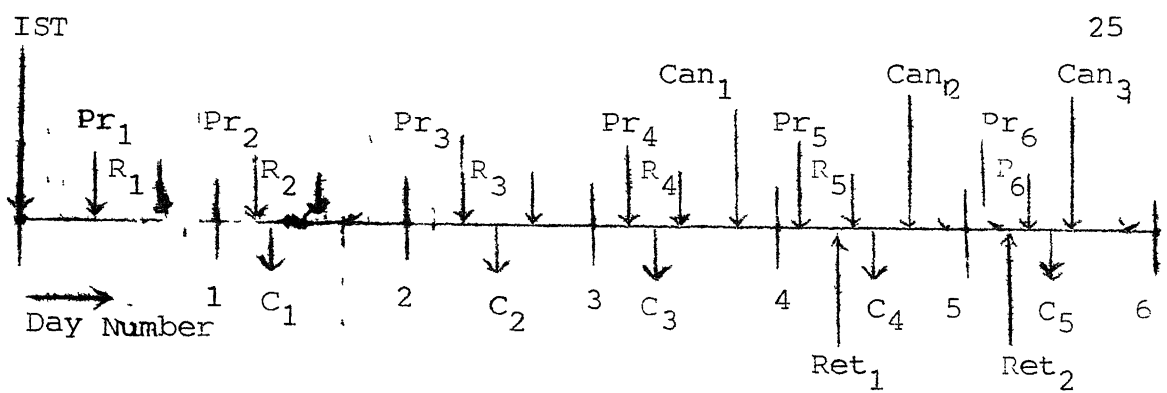 IST 25
Can₁ Can₂ Can₃
Pr₁ Pr₂ Pr₃ Pr₄ Pr₅ Pr₆
R₁ R₂ R₃ R₄ R₅ R₆
1 C₁ 2 C₂ 3 C₃ 4 C₄ 5 C₅ 6
Day Number
Ret₁ Ret₂